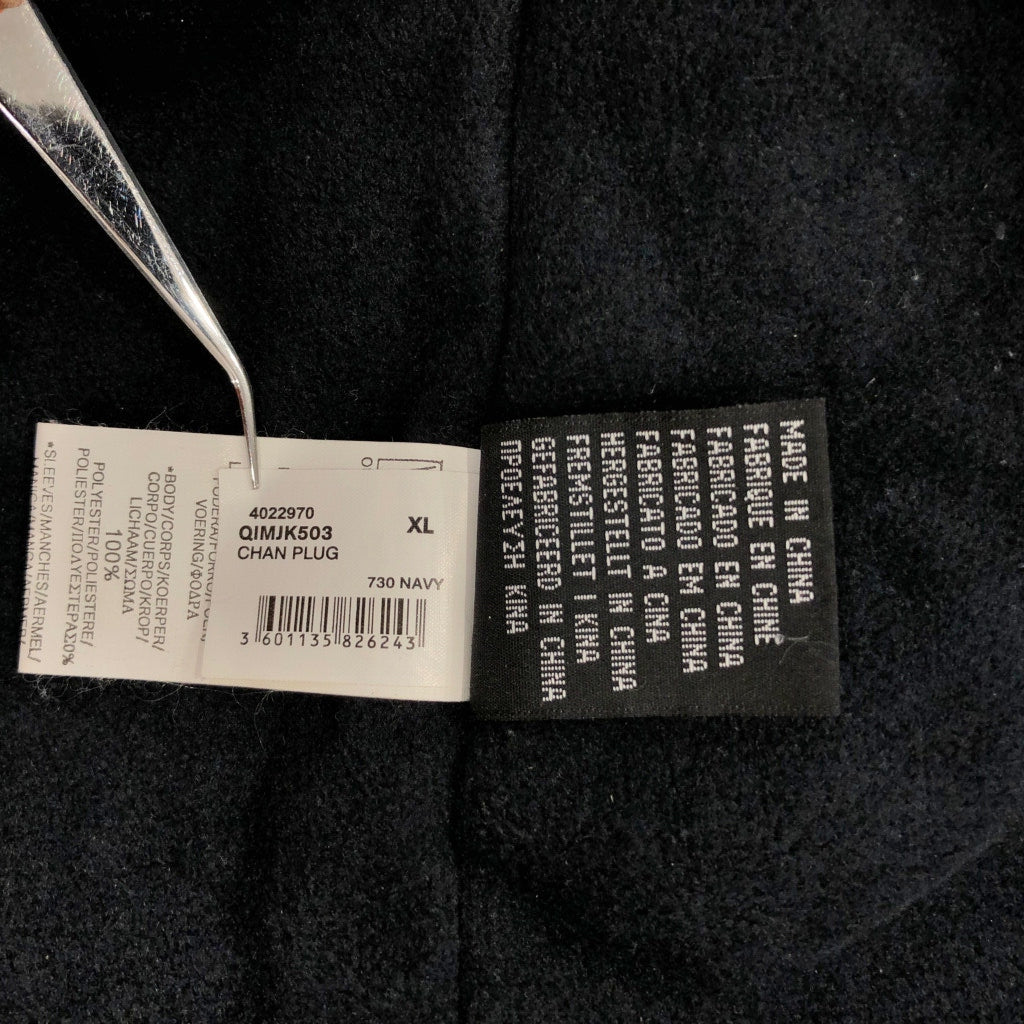 4022970
QIMJK503
XL
CHAN PLUG
730 NAVY
3 601135 826243
VOERING/ΦΟΔΡΑ
*BODY/CORPS/KOERPER/
CORPO/CUERPO/KROP/
LICHAAM/ΣΩΜΑ
100%
POLYESTER/POLIESTERE/
POLIESTER/ΠΟΛΥΕΣΤΕΡΑΣ0%
*SLEEVES/MANCHES/AERMEL/
MADE IN CHINA
FABRIQUE EN CHINE
FABRICADO EN CHINA
FABRICADO EM CHINA
FABRICATO A CINA
HERGESTELLT IN CHINA
FREMSTILLET I KINA
GEFABRICEERD IN CHINA
ΠΡΟΕΛΕΥΣΗ ΚΙΝΑ